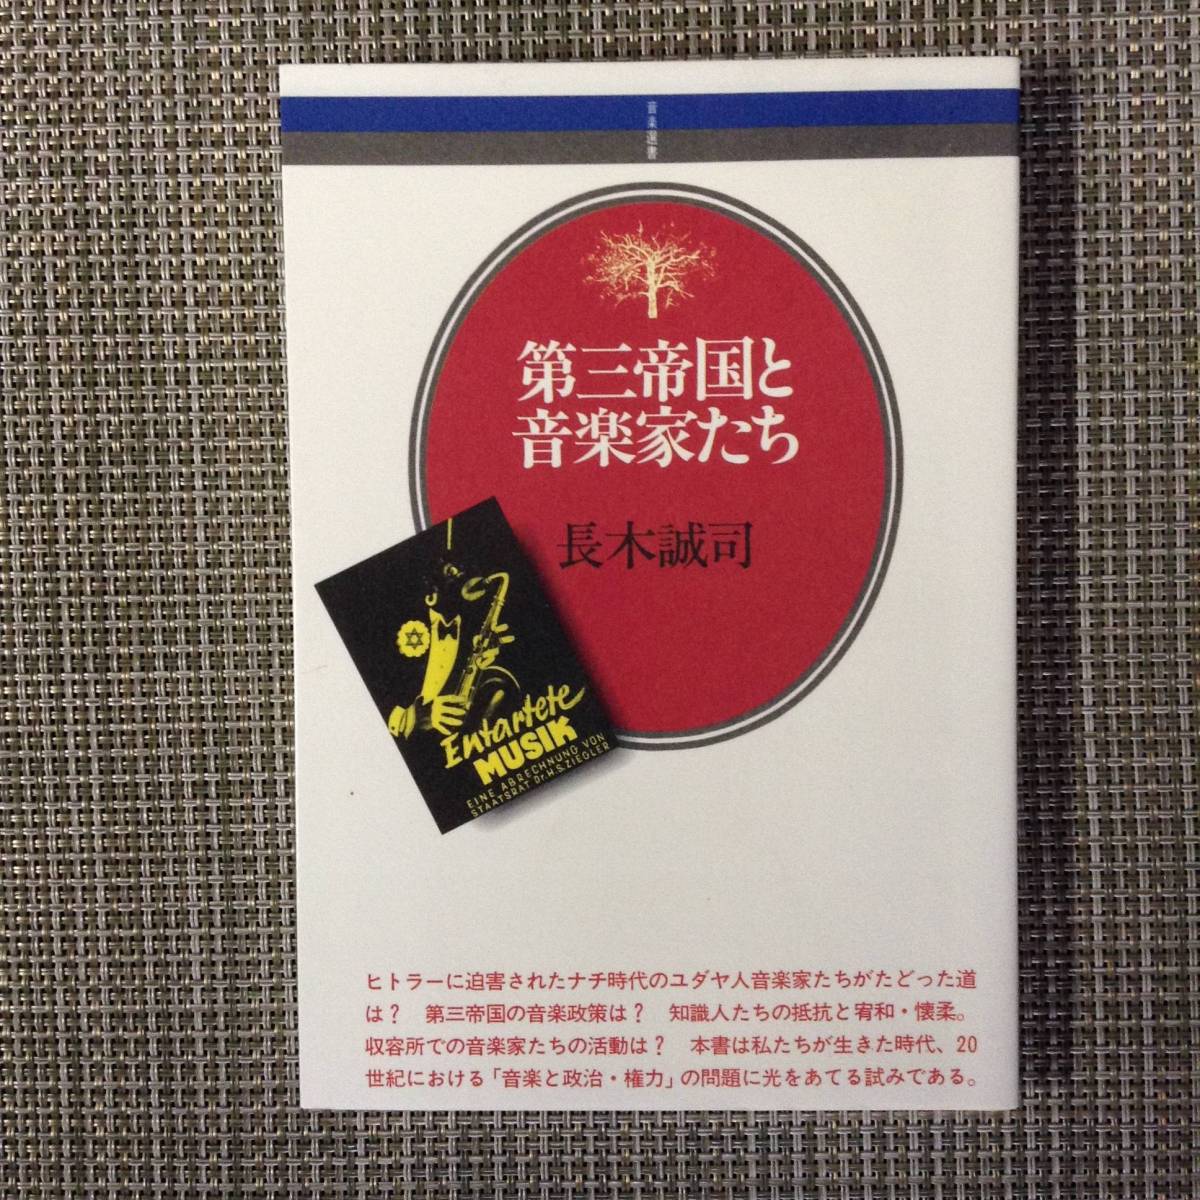 音楽選書
第三帝国と
音楽家たち
長木誠司
Entartete
MUSIK
EINE ABRECHNUNG VON
STAATSRAT Dr. H.S. ZIEGLER
ヒトラーに迫害されたナチ時代のユダヤ人音楽家たちがたどった道
は？　第三帝国の音楽政策は？　知識人たちの抵抗と宥和・懐柔。
収容所での音楽家たちの活動は？　本書は私たちが生きた時代、20
世紀における「音楽と政治・権力」の問題に光をあてる試みである。